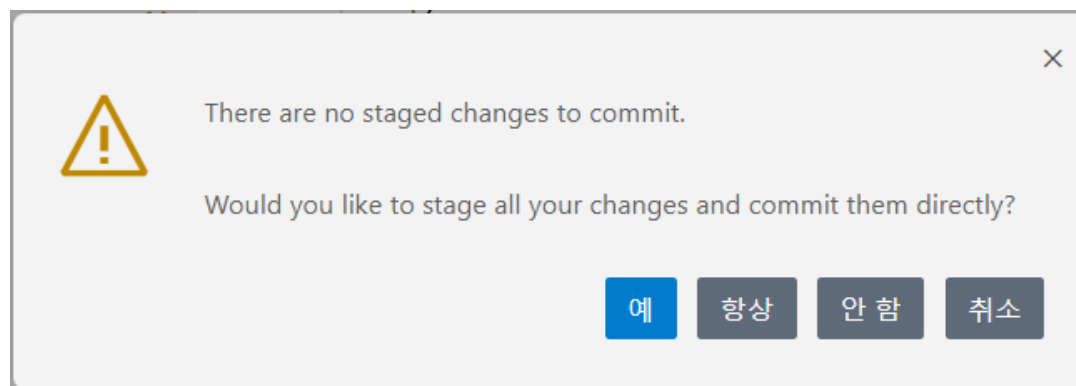 There are no staged changes to commit.
Would you like to stage all your changes and commit them directly?
예 항상 안 함 취소